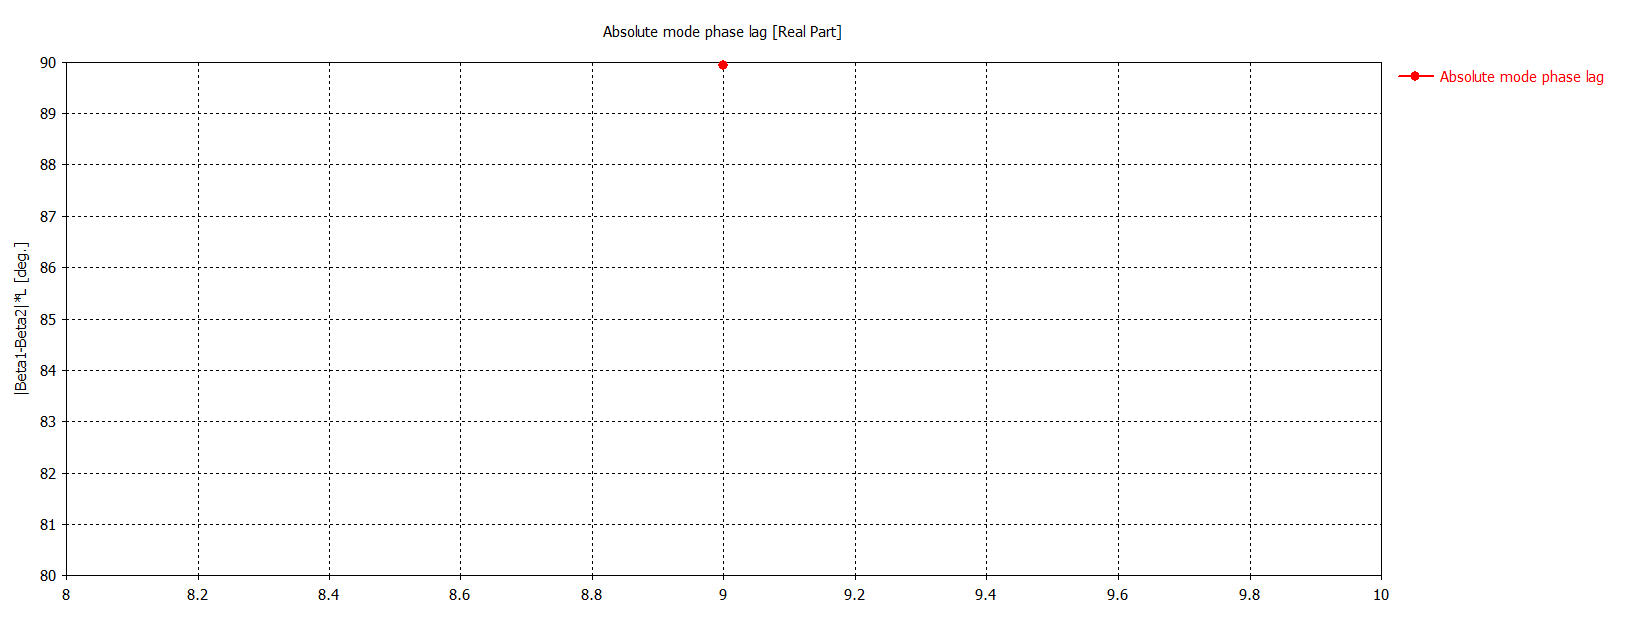 Absolute mode phase lag [Real Part]
Absolute mode phase lag
|Beta1-Beta2|*L [deg.]
90
89
88
87
86
85
84
83
82
81
80
8 8.2 8.4 8.6 8.8 9 9.2 9.4 9.6 9.8 10